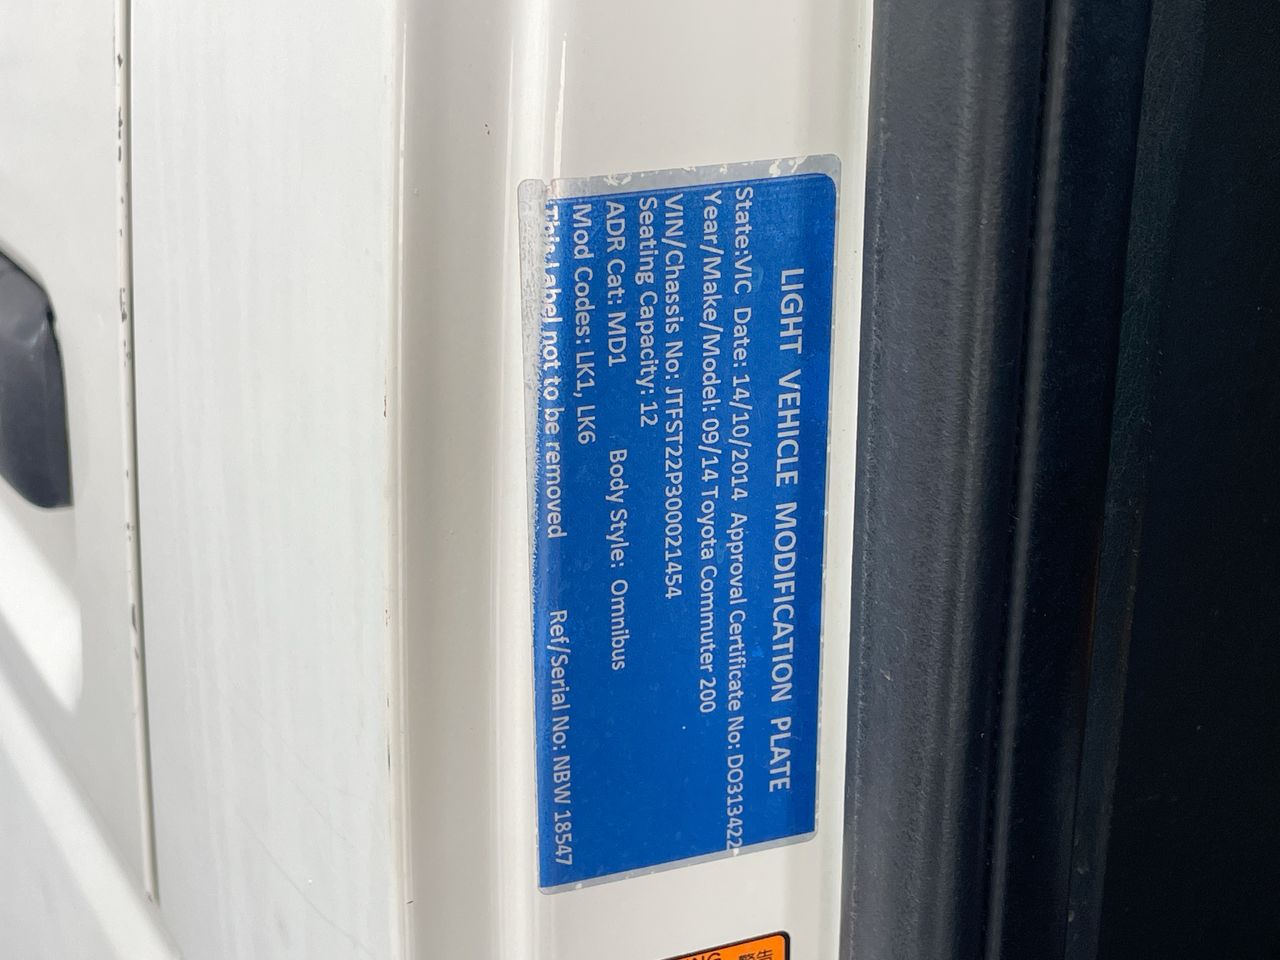 LIGHT VEHICLE MODIFICATION PLATE
State:VIC Date: 14/10/2014 Approval Certificate No: DO313422
Year/Make/Model: 09/14 Toyota Commuter 200
VIN/Chassis No: JTFST22P300021454
Seating Capacity: 12
ADR Cat: MD1 Body Style: Omnibus
Mod Codes: LK1, LK6
This Label not to be removed Ref/Serial No: NBW 18547
警告